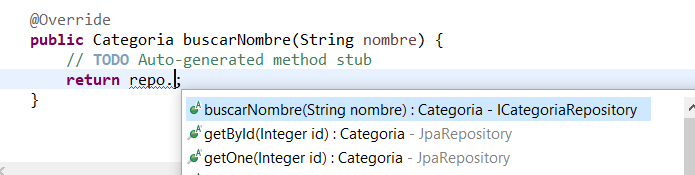 @Override
public Categoria buscarNombre(String nombre) {
// TODO Auto-generated method stub
return repo.;
}
buscarNombre(String nombre) : Categoria - ICategoriaRepository
getById(Integer id) : Categoria - JpaRepository
getOne(Integer id) : Categoria - JpaRepository